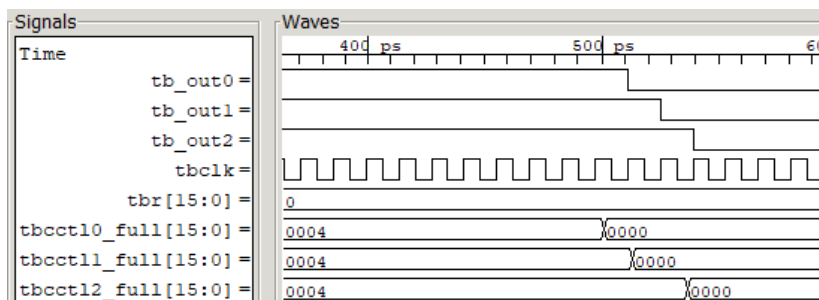 Signals
Waves
Time
400 ps
500 ps
60
tb_out0 =
tb_out1 =
tb_out2 =
tbclk =
tbr[15:0] =
0
tbcctl0_full[15:0] =
0004
0000
tbcctl1_full[15:0] =
0004
0000
tbcctl2_full[15:0] =
0004
0000